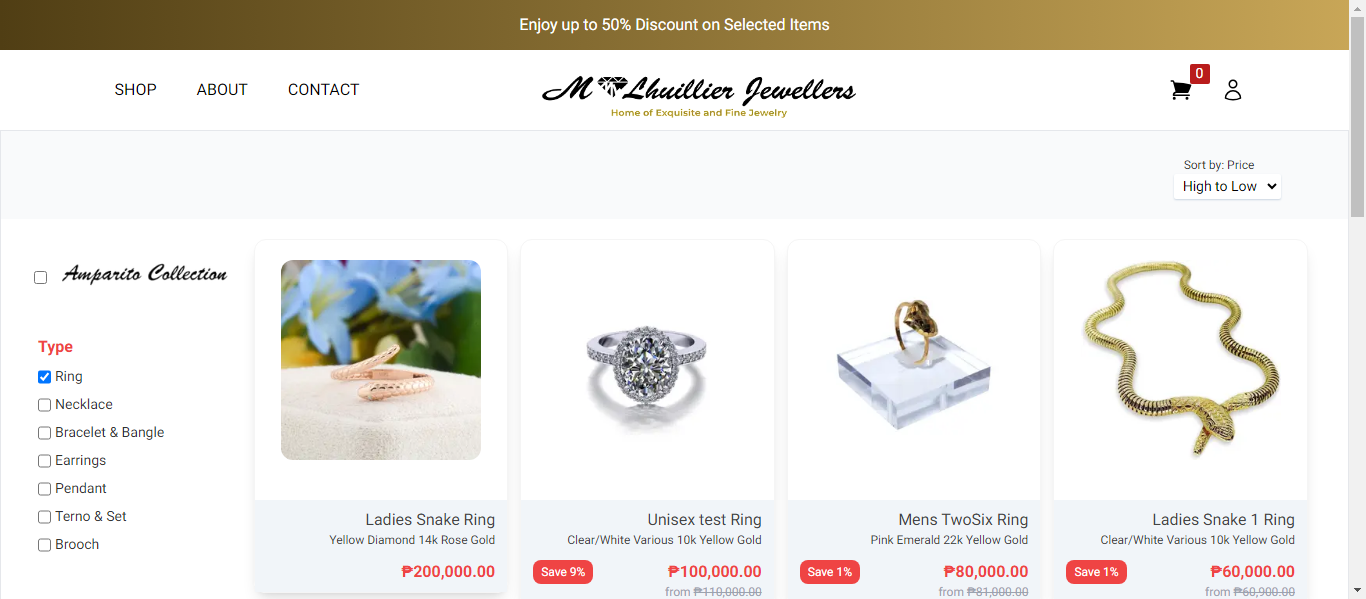 Enjoy up to 50% Discount on Selected Items
SHOP ABOUT CONTACT
M Lhuillier Jewellers
Home of Exquisite and Fine Jewelry
0
Sort by: Price
High to Low
Amparito Collection
Type
Ring
Necklace
Bracelet & Bangle
Earrings
Pendant
Terno & Set
Brooch
Ladies Snake Ring
Yellow Diamond 14k Rose Gold
₱200,000.00
Unisex test Ring
Clear/White Various 10k Yellow Gold
Save 9% ₱100,000.00
from ₱110,000.00
Mens TwoSix Ring
Pink Emerald 22k Yellow Gold
Save 1% ₱80,000.00
from ₱81,000.00
Ladies Snake 1 Ring
Clear/White Various 10k Yellow Gold
Save 1% ₱60,000.00
from ₱60,900.00